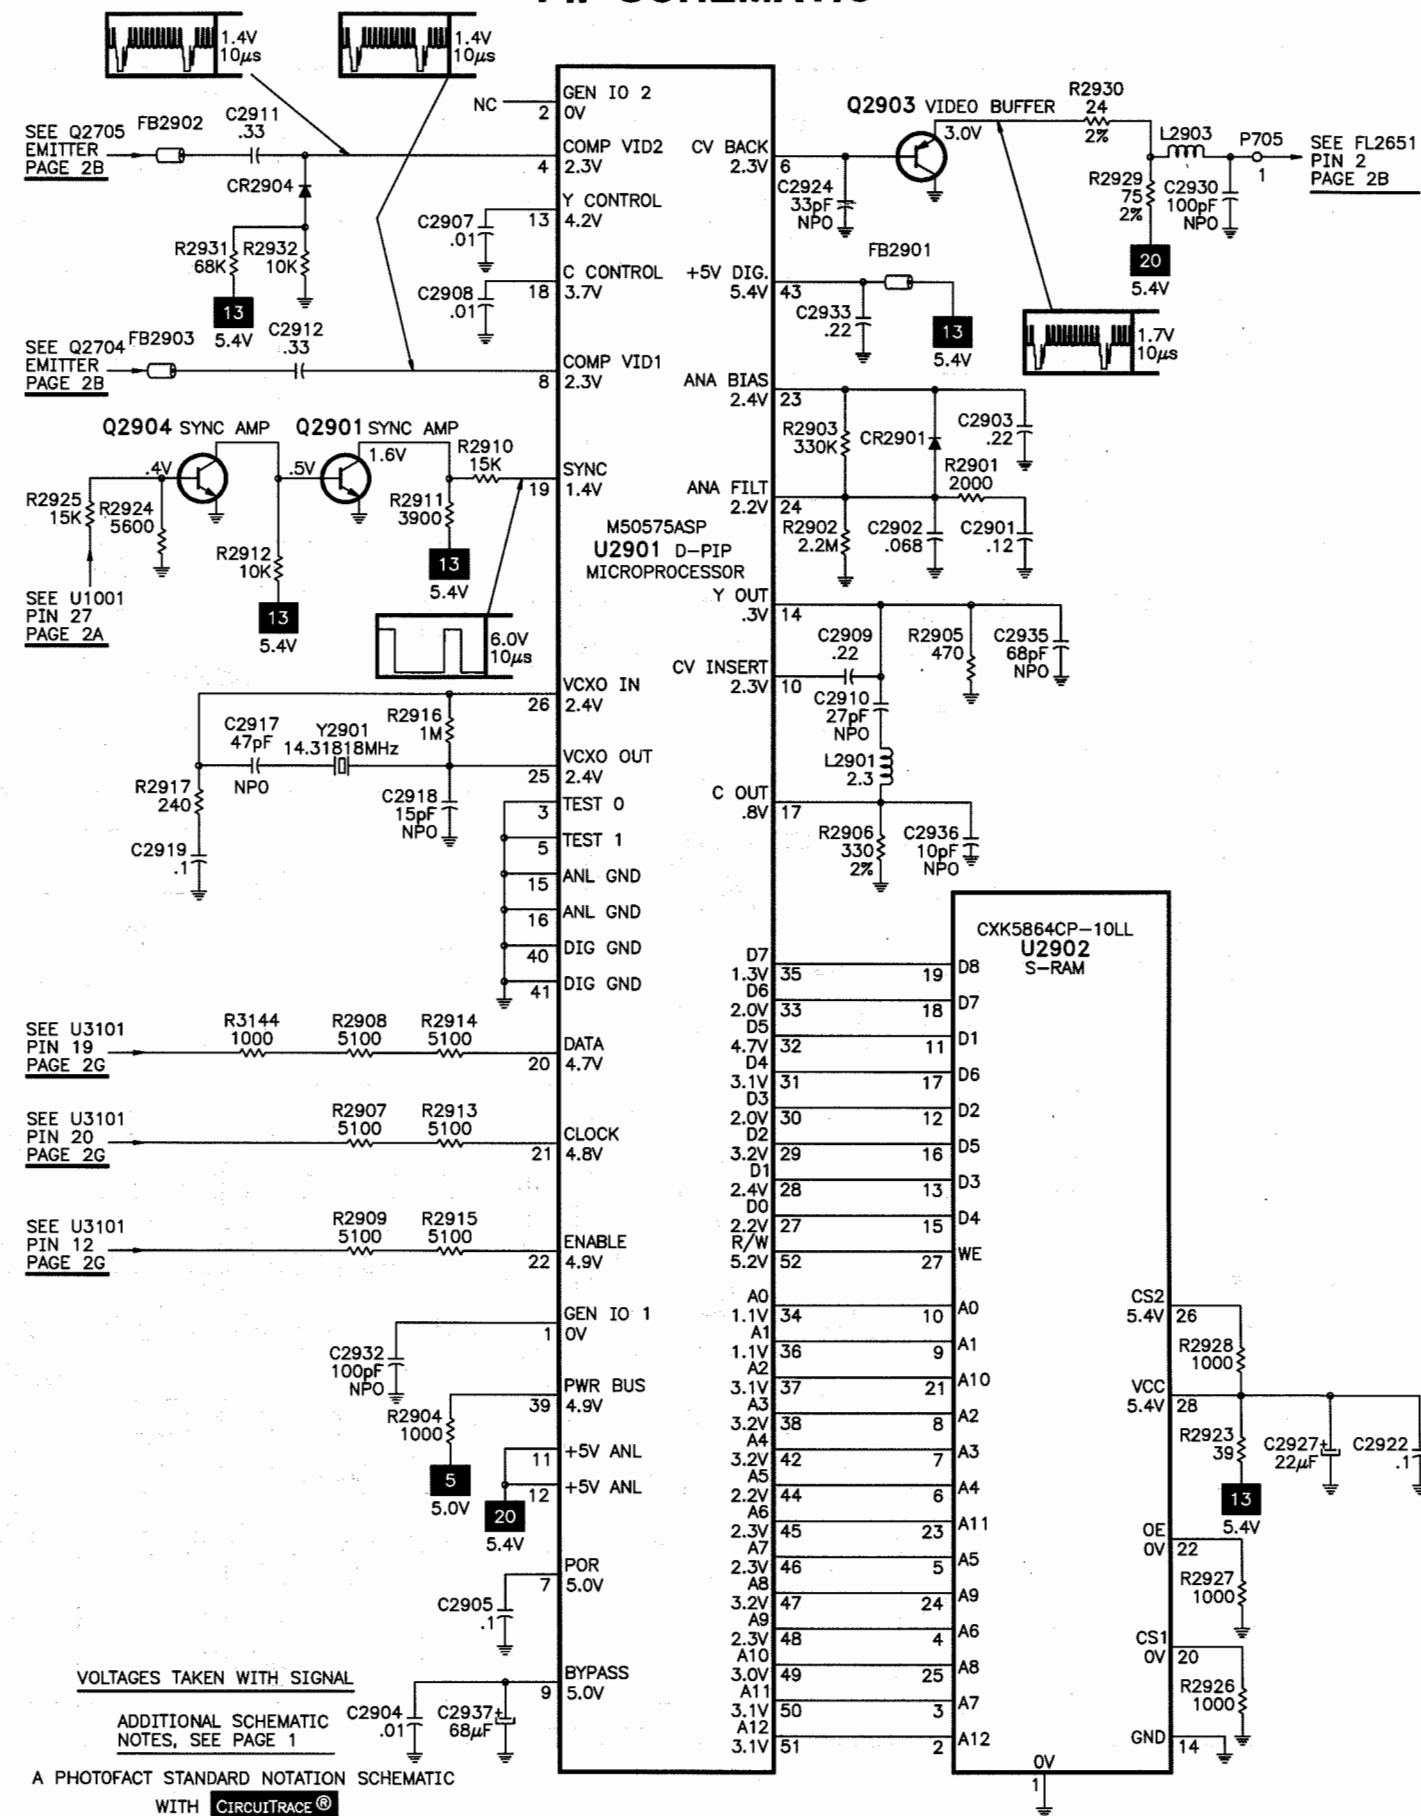 1.4V
10μs
1.4V
10μs
SEE Q2705
EMITTER
PAGE 2B
FB2902
C2911
.33
CR2904
R2931
68K
R2932
10K
13
5.4V
NC
2
GEN IO 2
0V
4
COMP VID2
2.3V
C2907
.01
13
Y CONTROL
4.2V
C2908
.01
18
C CONTROL
3.7V
SEE Q2704
EMITTER
PAGE 2B
FB2903
C2912
.33
8
COMP VID1
2.3V
Q2904 SYNC AMP
Q2901 SYNC AMP
.4V
.5V
1.6V
R2925
15K
R2924
5600
R2912
10K
13
5.4V
R2910
15K
R2911
3900
13
5.4V
19
SYNC
1.4V
SEE U1001
PIN 27
PAGE 2A
6.0V
10μs
M50575ASP
U2901 D-PIP
MICROPROCESSOR
26
VCXO IN
2.4V
R2916
1M
C2917
47pF
NPO
Y2901
14.31818MHz
25
VCXO OUT
2.4V
R2917
240
C2919
.1
C2918
15pF
NPO
3
TEST 0
5
TEST 1
15
ANL GND
16
ANL GND
40
DIG GND
41
DIG GND
SEE U3101
PIN 19
PAGE 2G
R3144
1000
R2908
5100
R2914
5100
20
DATA
4.7V
SEE U3101
PIN 20
PAGE 2G
R2907
5100
R2913
5100
21
CLOCK
4.8V
SEE U3101
PIN 12
PAGE 2G
R2909
5100
R2915
5100
22
ENABLE
4.9V
C2932
100pF
NPO
1
GEN IO 1
0V
R2904
1000
5
5.0V
39
PWR BUS
4.9V
11
+5V ANL
12
+5V ANL
20
5.4V
C2905
.1
7
POR
5.0V
C2904
.01
C2937
+
68μF
9
BYPASS
5.0V
CV BACK
2.3V
6
C2924
33pF
NPO
Q2903 VIDEO BUFFER
3.0V
R2930
24
2%
L2903
P705
1
SEE FL2651
PIN 2
PAGE 2B
R2929
75
2%
20
5.4V
C2930
100pF
NPO
1.7V
10μs
+5V DIG.
5.4V
43
C2933
.22
FB2901
13
5.4V
ANA BIAS
2.4V
23
R2903
330K
CR2901
C2903
.22
ANA FILT
2.2V
24
R2901
2000
R2902
2.2M
C2902
.068
C2901
.12
Y OUT
.3V
14
C2909
.22
R2905
470
C2935
68pF
NPO
CV INSERT
2.3V
10
C2910
27pF
NPO
L2901
2.3
C OUT
.8V
17
R2906
330
2%
C2936
10pF
NPO
CXK5864CP-10LL
U2902
S-RAM
D7
1.3V 35 19 D8
D6
2.0V 33 18 D7
D5
4.7V 32 11 D1
D4
3.1V 31 17 D6
D3
2.0V 30 12 D2
D2
3.2V 29 16 D5
D1
2.4V 28 13 D3
D0
2.2V 27 15 D4
R/W
5.2V 52 27 WE
A0
1.1V 34 10 A0
A1
1.1V 36 9 A1
A2
3.1V 37 21 A10
A3
3.2V 38 8 A2
A4
3.2V 42 7 A3
A5
2.2V 44 6 A4
A6
2.3V 45 23 A11
A7
2.3V 46 5 A5
A8
3.2V 47 24 A9
A9
2.3V 48 4 A6
A10
3.0V 49 25 A8
A11
3.1V 50 3 A7
A12
3.1V 51 2 A12
CS2
5.4V 26
R2928
1000
VCC
5.4V 28
R2923
39
13
5.4V
C2927
+
22μF
C2922
.1
OE
0V 22
R2927
1000
CS1
0V 20
R2926
1000
GND 14
0V
1
VOLTAGES TAKEN WITH SIGNAL
ADDITIONAL SCHEMATIC
NOTES, SEE PAGE 1
A PHOTOFACT STANDARD NOTATION SCHEMATIC
WITH CIRCUITRACE®